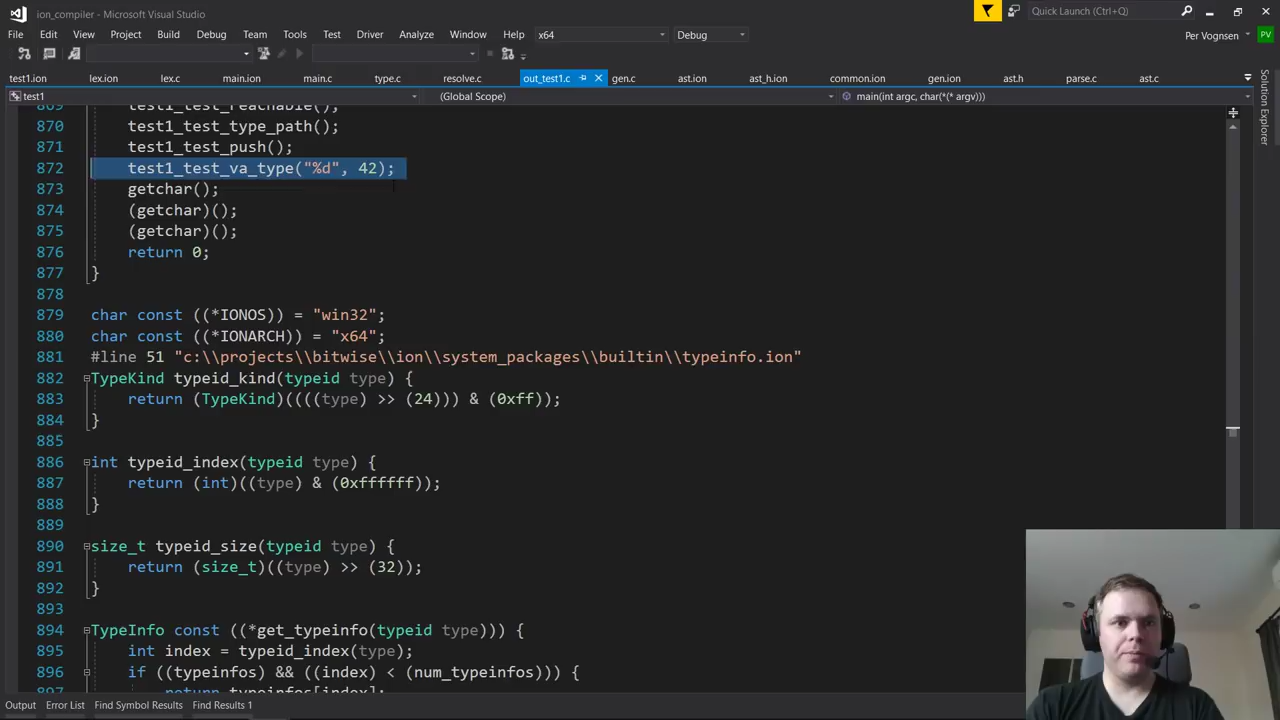 ion_compiler - Microsoft Visual Studio
Quick Launch (Ctrl+Q)
File Edit View Project Build Debug Team Tools Test Driver Analyze Window Help x64 Debug
Per Vognsen PV
test1.ion lex.ion lex.c main.ion main.c type.c resolve.c out_test1.c gen.c ast.ion ast_h.ion common.ion gen.ion ast.h parse.c ast.c
test1 (Global Scope) main(int argc, char(*(* argv)))
Solution Explorer
869 test1_test_reachable();
870 test1_test_type_path();
871 test1_test_push();
872 test1_test_va_type("%d", 42);
873 getchar();
874 (getchar)();
875 (getchar)();
876 return 0;
877 }
878
879 char const ((*IONOS)) = "win32";
880 char const ((*IONARCH)) = "x64";
881 #line 51 "c:\\projects\\bitwise\\ion\\system_packages\\builtin\\typeinfo.ion"
882 TypeKind typeid_kind(typeid type) {
883 return (TypeKind)((((type) >> (24))) & (0xff));
884 }
885
886 int typeid_index(typeid type) {
887 return (int)((type) & (0xffffff));
888 }
889
890 size_t typeid_size(typeid type) {
891 return (size_t)((type) >> (32));
892 }
893
894 TypeInfo const ((*get_typeinfo(typeid type))) {
895 int index = typeid_index(type);
896 if ((typeinfos) && ((index) < (num_typeinfos))) {
897 return typeinfos[index];
Output Error List Find Symbol Results Find Results 1